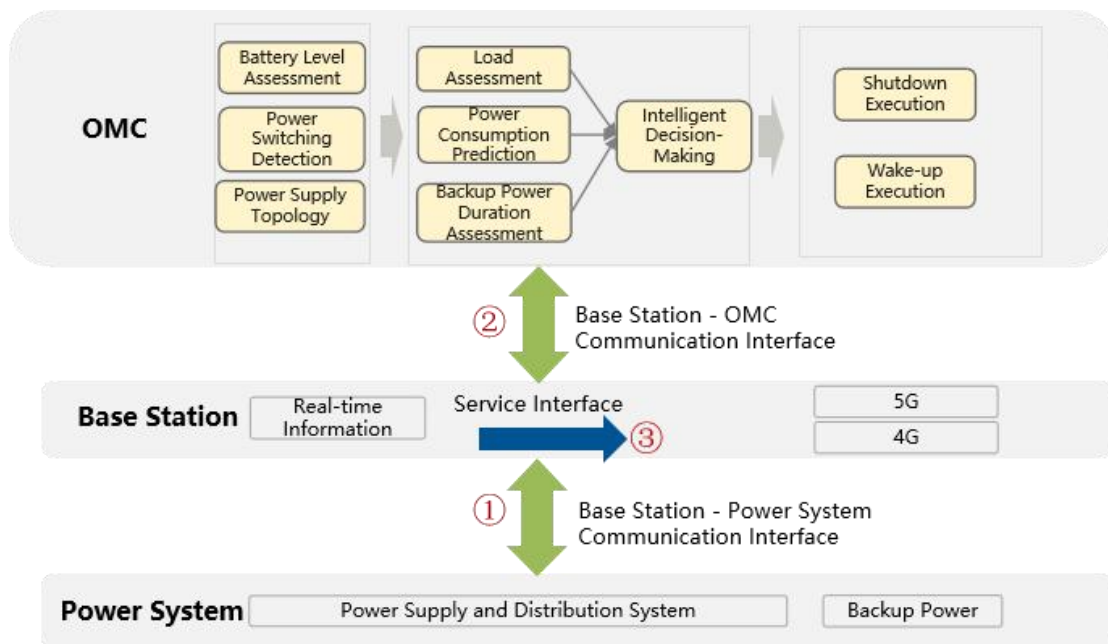 OMC
Battery Level
Assessment
Power
Switching
Detection
Power Supply
Topology
Load
Assessment
Power
Consumption
Prediction
Backup Power
Duration
Assessment
Intelligent
Decision-
Making
Shutdown
Execution
Wake-up
Execution
②
Base Station - OMC
Communication Interface
Base Station
Real-time
Information
Service Interface
③
5G
4G
①
Base Station - Power System
Communication Interface
Power System
Power Supply and Distribution System
Backup Power